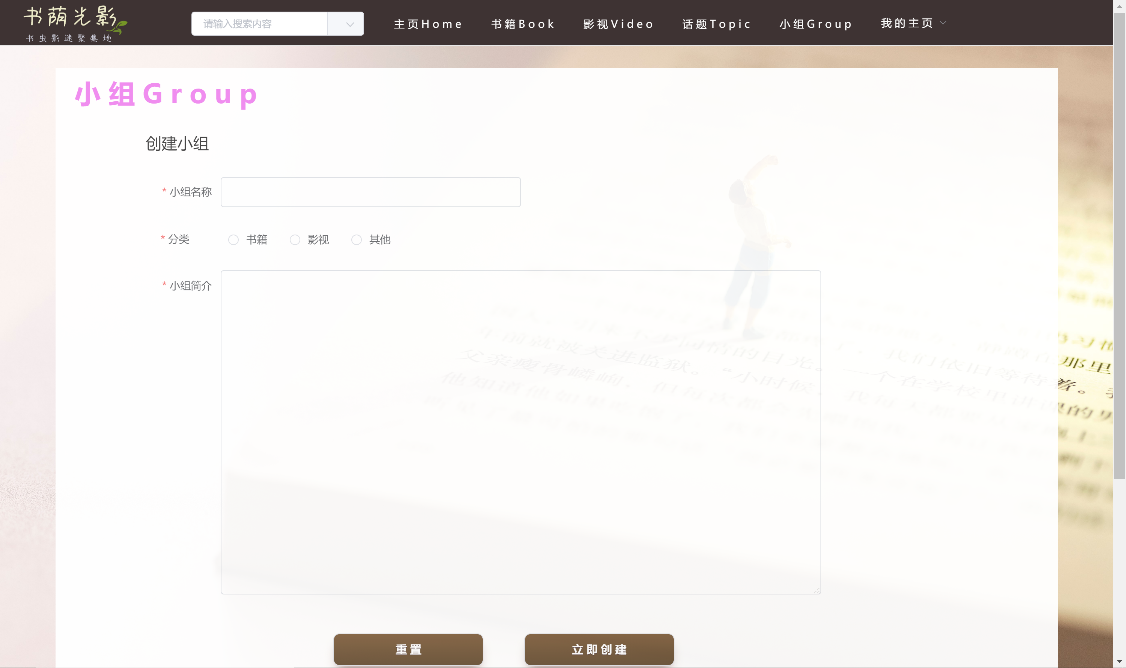 书荫光影
书虫影迷聚集地
请输入搜索内容
主页Home 书籍Book 影视Video 话题Topic 小组Group 我的主页
小组Group
创建小组
* 小组名称
* 分类 书籍 影视 其他
* 小组简介
重置 立即创建